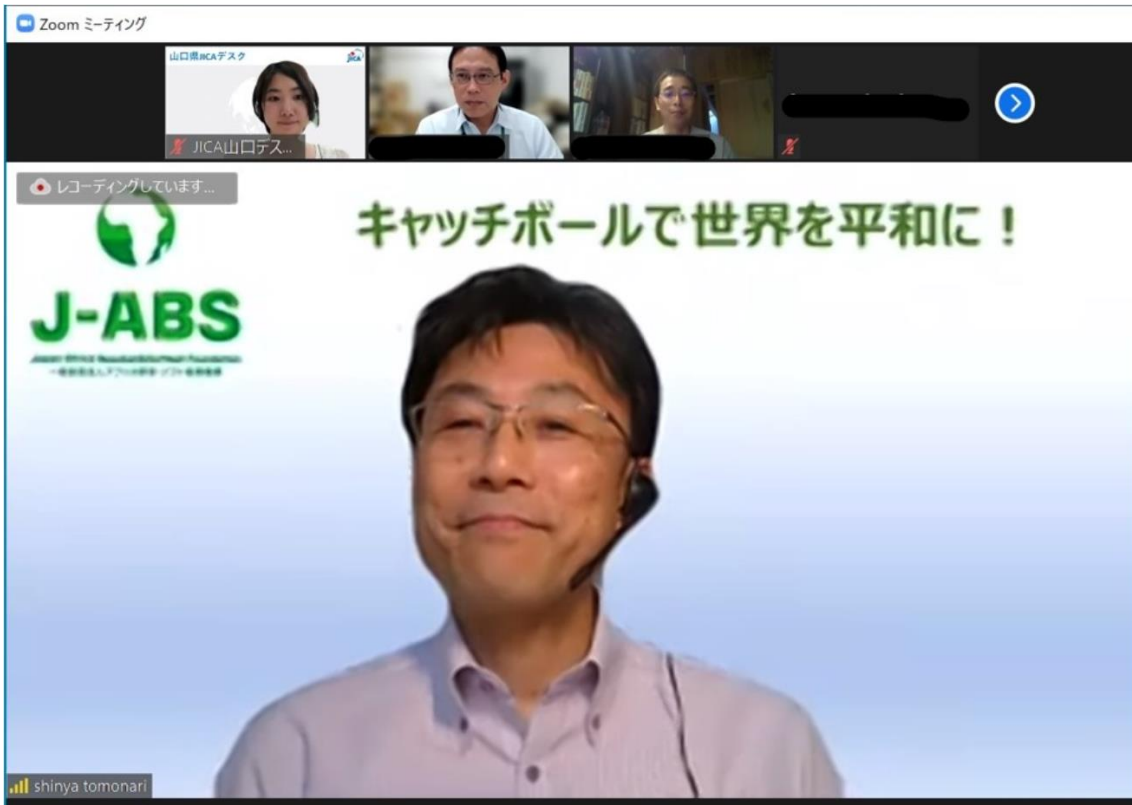 Zoom ミーティング
山口県JICAデスク
JICA
JICA山口デス...
レコーディングしています...
キャッチボールで世界を平和に！
J-ABS
shinya tomonari